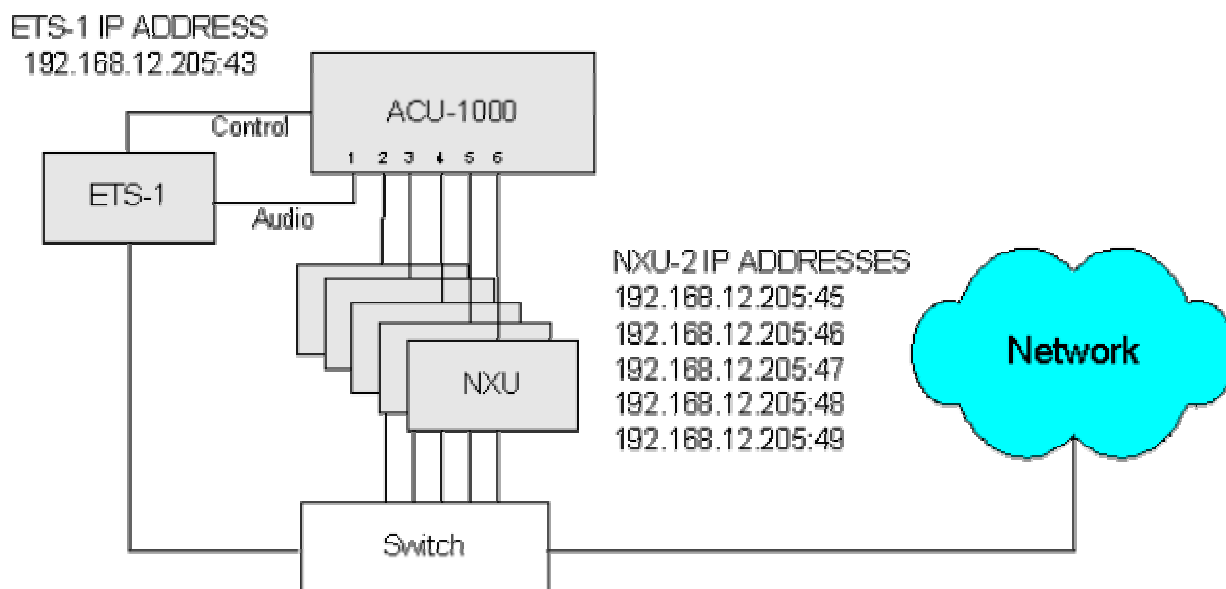 ETS-1 IP ADDRESS
192.168.12.205:43
ACU-1000
Control
1 2 3 4 5 6
ETS-1
Audio
NXU-2 IP ADDRESSES
192.168.12.205:45
192.168.12.205:46
192.168.12.205:47
192.168.12.205:48
192.168.12.205:49
Network
NXU
Switch